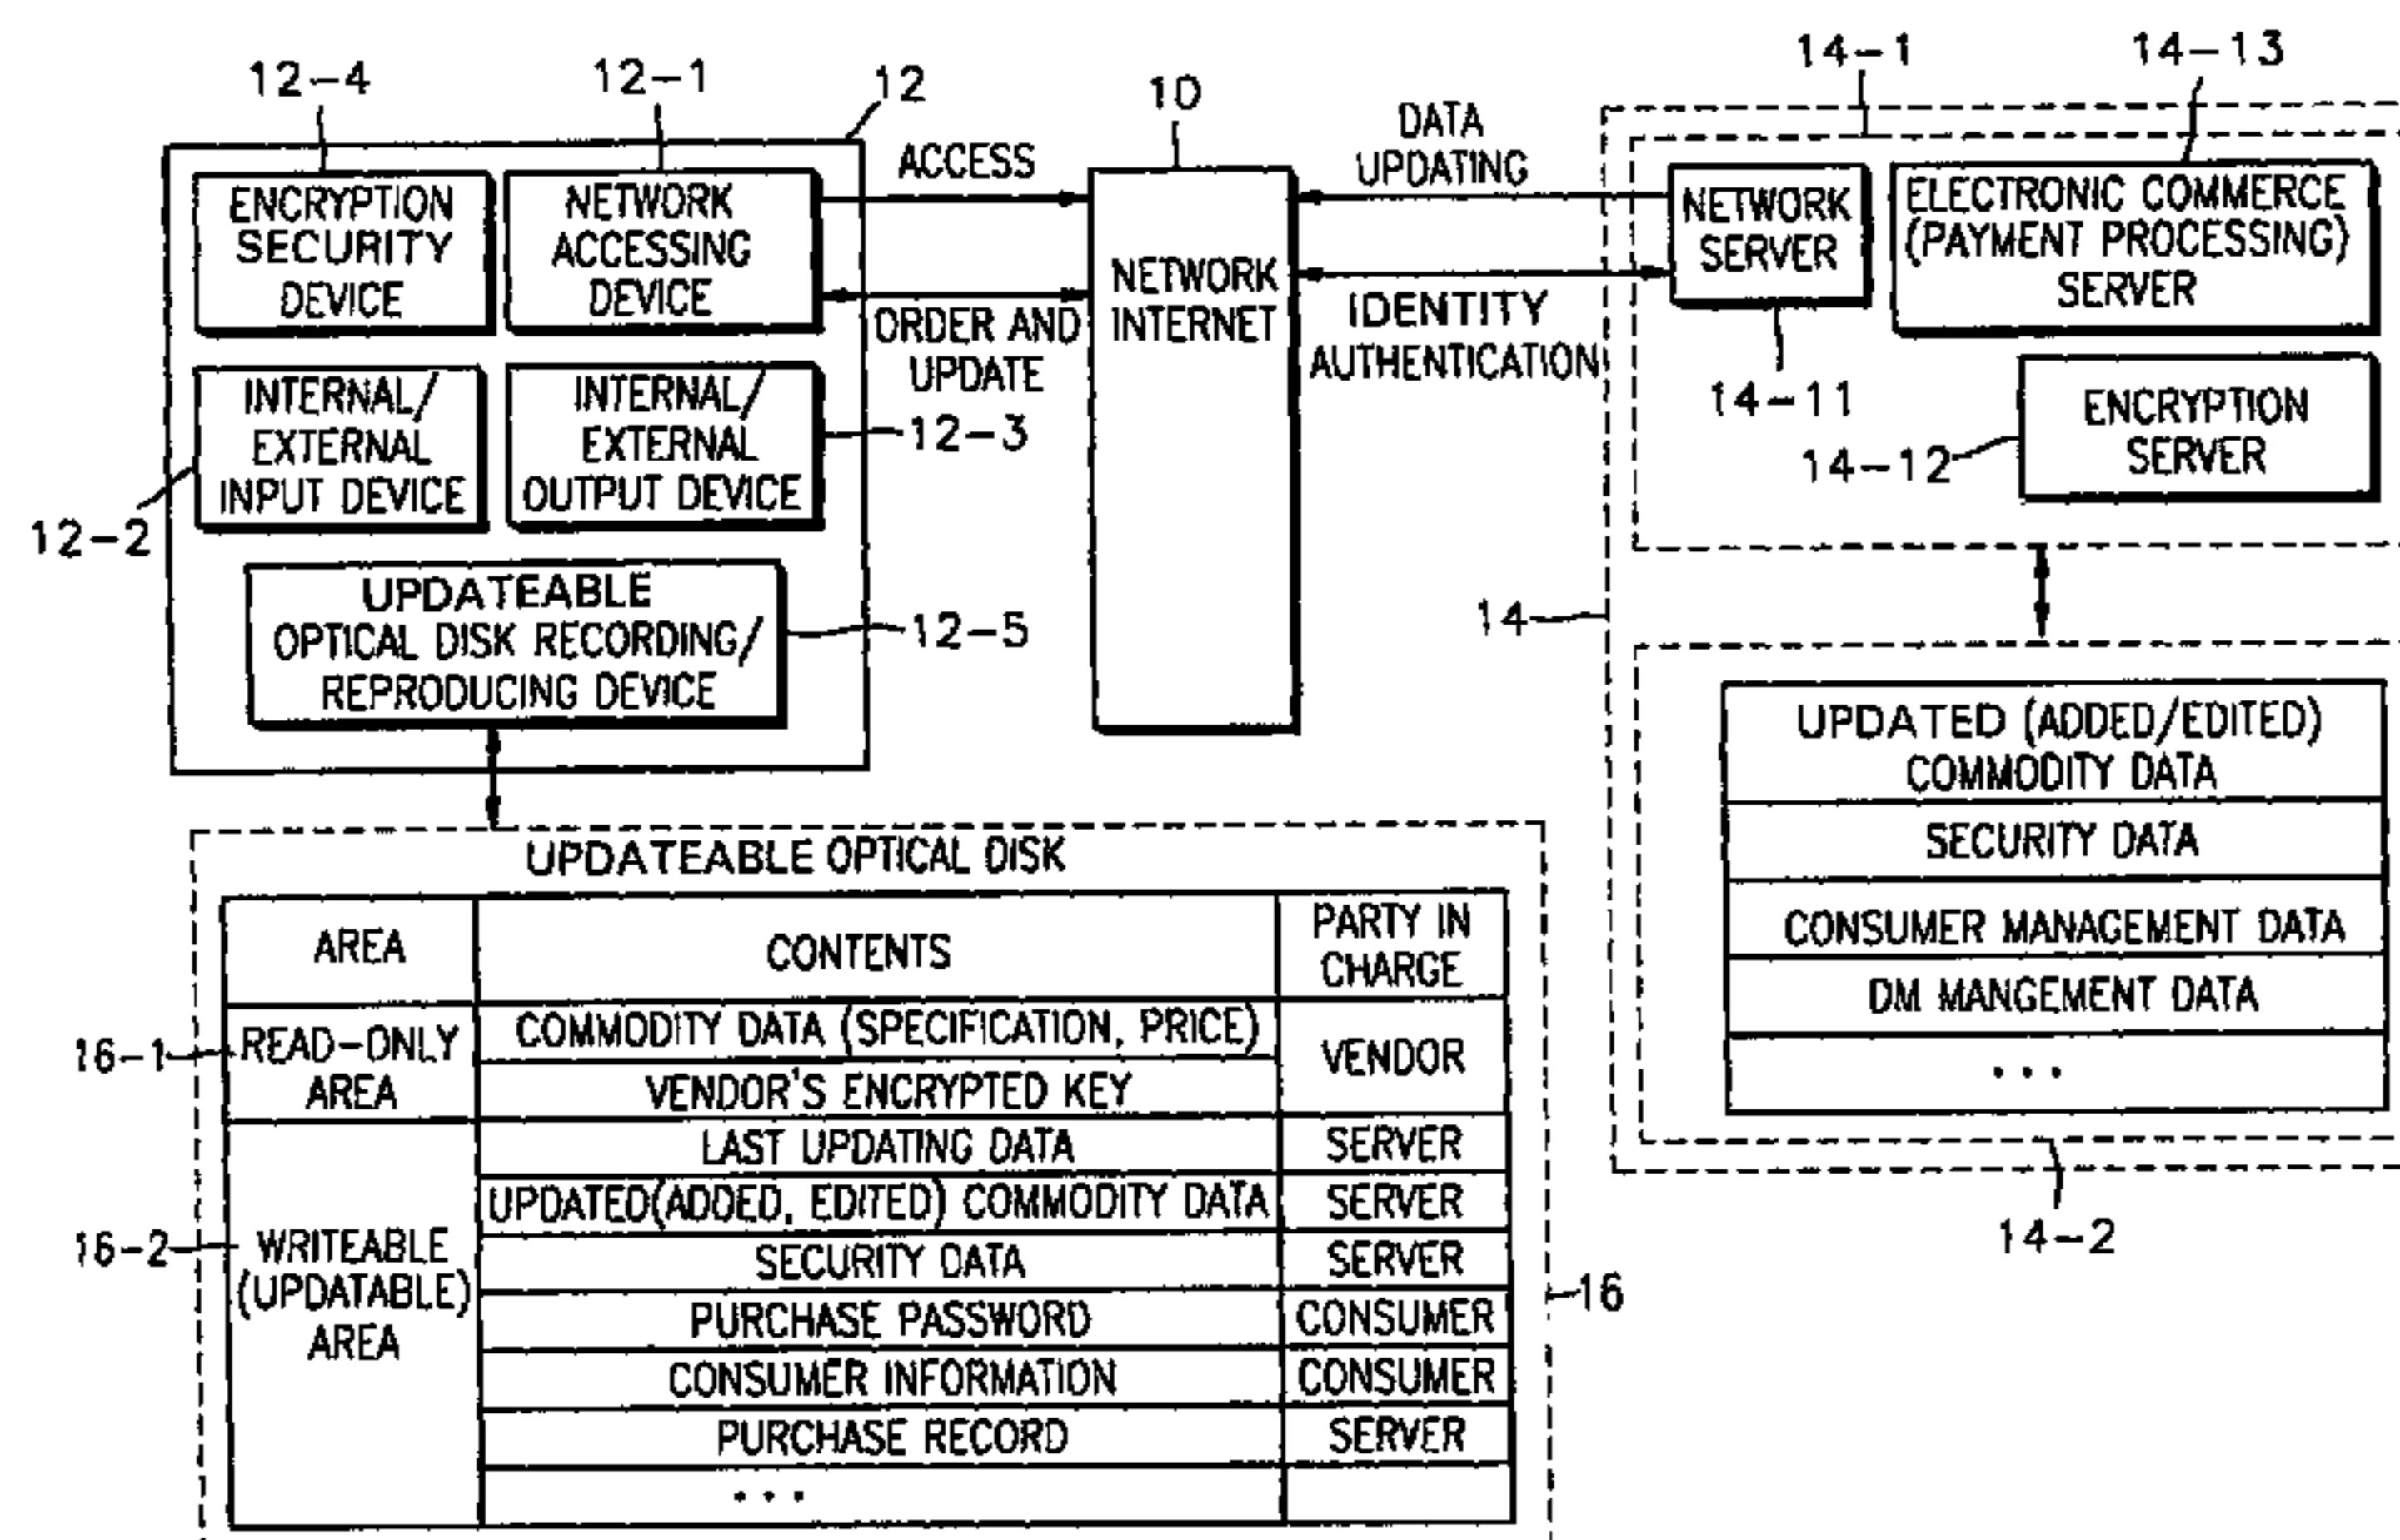 12-4
12-1
12
10
14-1
14-13
ENCRYPTION
SECURITY
DEVICE
NETWORK
ACCESSING
DEVICE
ACCESS
ORDER AND
UPDATE
NETWORK
INTERNET
DATA
UPDATING
IDENTITY
AUTHENTICATION
NETWORK
SERVER
14-11
ELECTRONIC COMMERCE
(PAYMENT PROCESSING)
SERVER
ENCRYPTION
SERVER
14-12
INTERNAL/
EXTERNAL
INPUT DEVICE
12-2
INTERNAL/
EXTERNAL
OUTPUT DEVICE
12-3
UPDATEABLE
OPTICAL DISK RECORDING/
REPRODUCING DEVICE
12-5
14
UPDATED (ADDED/EDITED)
COMMODITY DATA
SECURITY DATA
CONSUMER MANAGEMENT DATA
DM MANGEMENT DATA
...
14-2
UPDATEABLE OPTICAL DISK
AREA
CONTENTS
PARTY IN
CHARGE
16-1
READ-ONLY
AREA
COMMODITY DATA (SPECIFICATION, PRICE)
VENDOR'S ENCRYPTED KEY
VENDOR
LAST UPDATING DATA
SERVER
UPDATED(ADDED, EDITED) COMMODITY DATA
SERVER
16-2
WRITEABLE
(UPDATABLE)
AREA
SECURITY DATA
SERVER
PURCHASE PASSWORD
CONSUMER
16
CONSUMER INFORMATION
CONSUMER
PURCHASE RECORD
SERVER
...